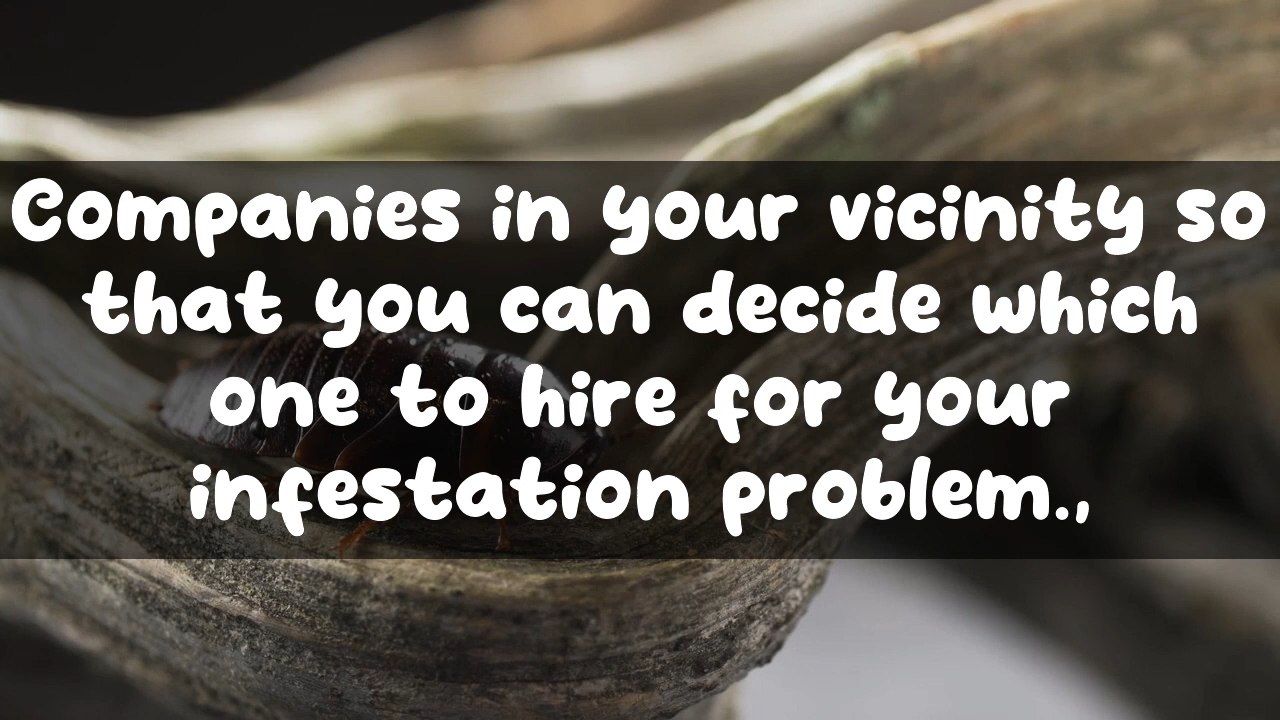 Companies in your vicinity so
that you can decide which
one to hire for your
infestation problem.,